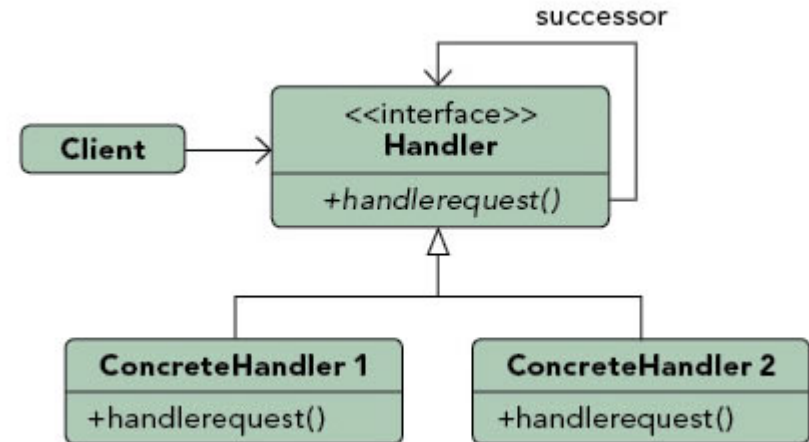 successor
<<interface>>
Handler
Client
+handlerequest()
ConcreteHandler 1
+handlerequest()
ConcreteHandler 2
+handlerequest()